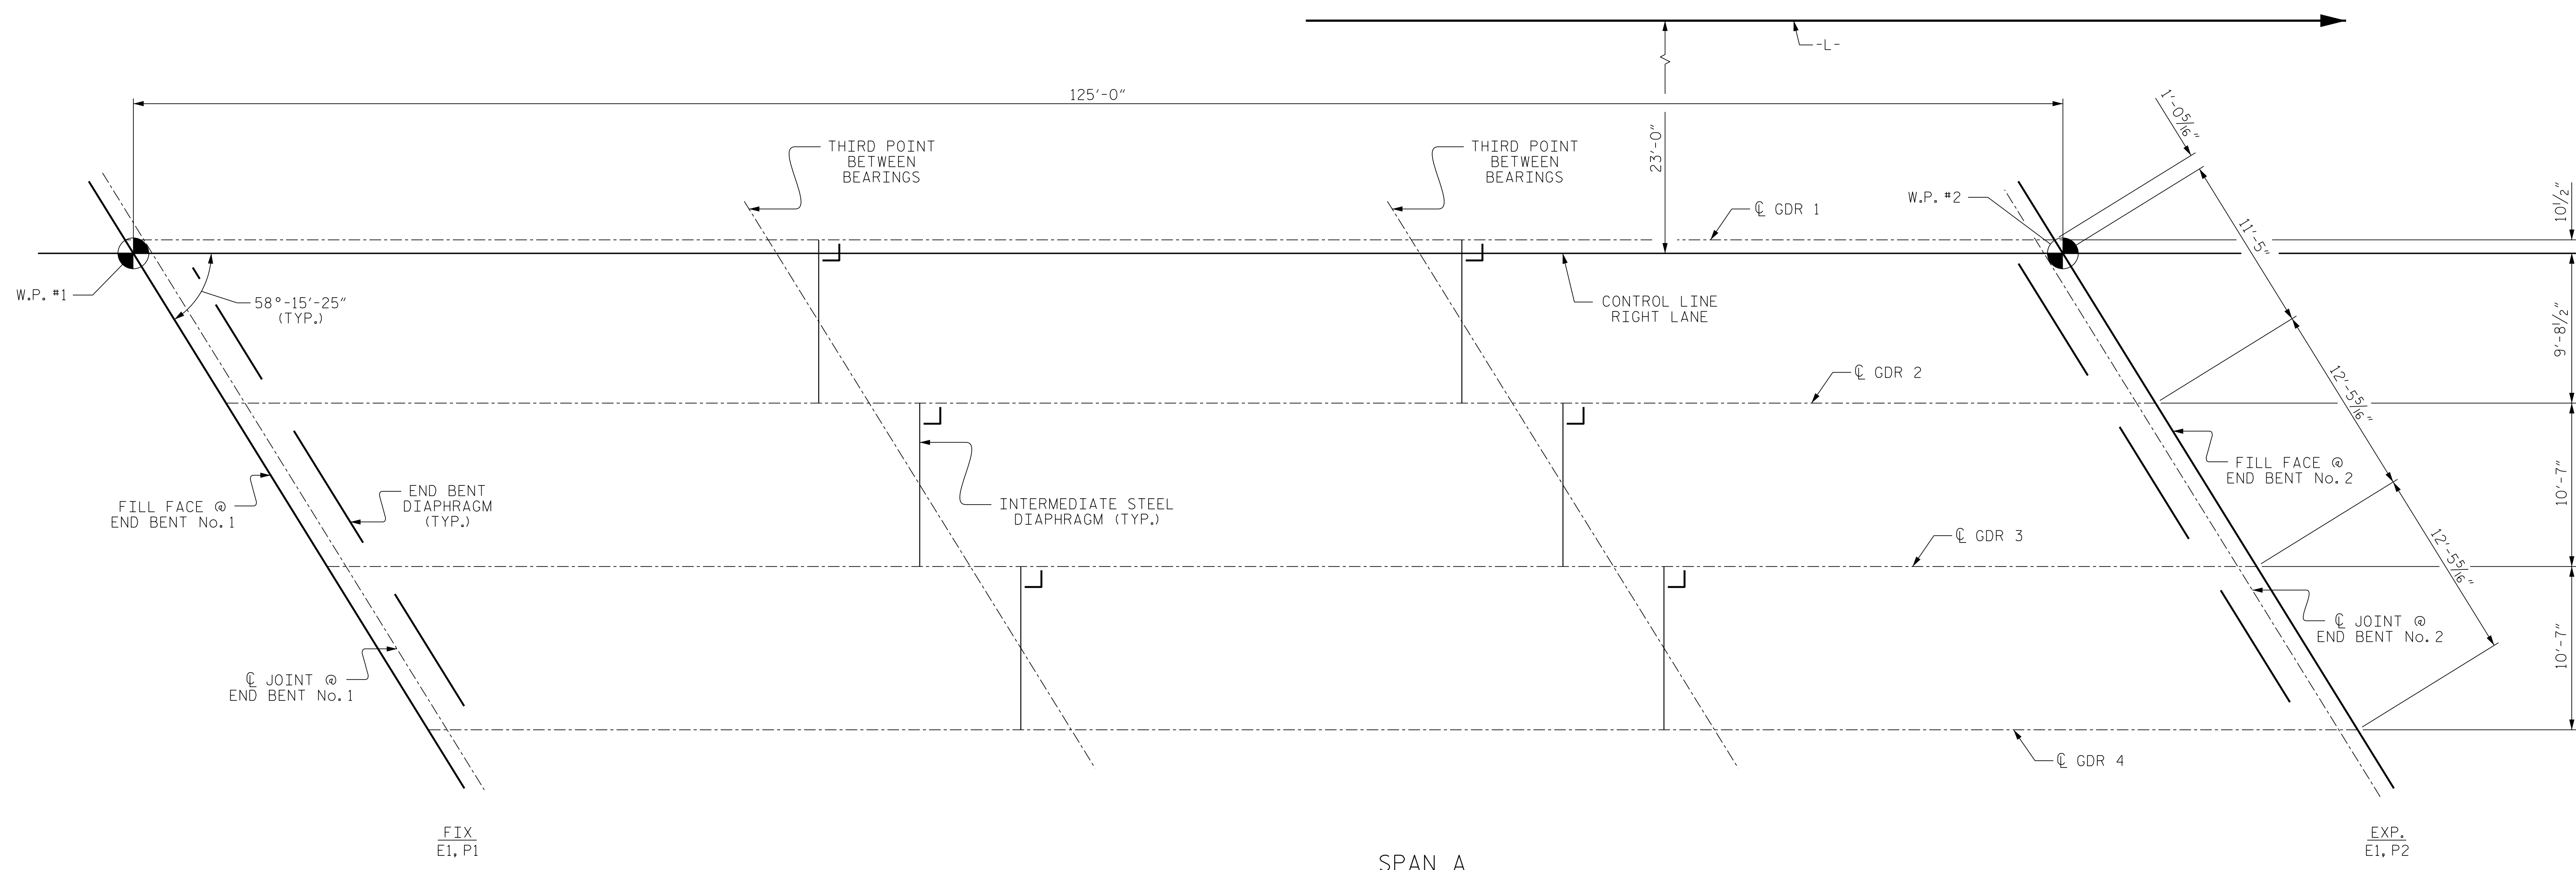 -L-
125'-0"
1'-0 5/16"
THIRD POINT
BETWEEN
BEARINGS
THIRD POINT
BETWEEN
BEARINGS
23'-0"
W.P. #2
℄ GDR 1
10 1/2"
11'-5"
W.P. #1
58°-15'-25"
(TYP.)
CONTROL LINE
RIGHT LANE
9'-8 1/2"
℄ GDR 2
12'-5 5/16"
FILL FACE @
END BENT No. 1
END BENT
DIAPHRAGM
(TYP.)
INTERMEDIATE STEEL
DIAPHRAGM (TYP.)
FILL FACE @
END BENT No. 2
10'-7"
℄ GDR 3
12'-5 5/16"
℄ JOINT @
END BENT No. 1
℄ JOINT @
END BENT No. 2
10'-7"
℄ GDR 4
FIX
E1, P1
EXP.
E1, P2
SPAN A